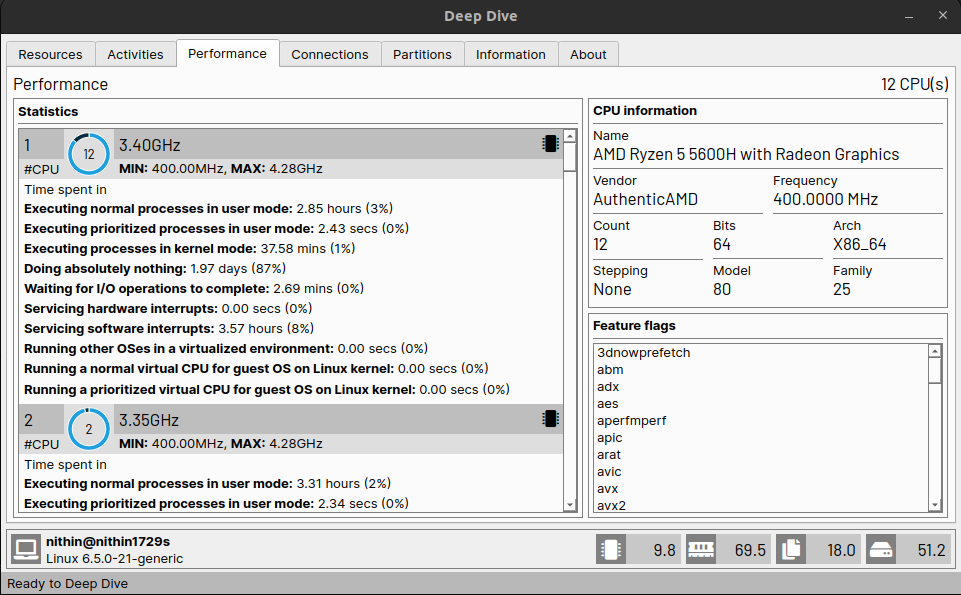 Deep Dive
Resources Activities Performance Connections Partitions Information About
Performance 12 CPU(s)
Statistics
1 12 3.40GHz
#CPU MIN: 400.00MHz, MAX: 4.28GHz
Time spent in
Executing normal processes in user mode: 2.85 hours (3%)
Executing prioritized processes in user mode: 2.43 secs (0%)
Executing processes in kernel mode: 37.58 mins (1%)
Doing absolutely nothing: 1.97 days (87%)
Waiting for I/O operations to complete: 2.69 mins (0%)
Servicing hardware interrupts: 0.00 secs (0%)
Servicing software interrupts: 3.57 hours (8%)
Running other OSes in a virtualized environment: 0.00 secs (0%)
Running a normal virtual CPU for guest OS on Linux kernel: 0.00 secs (0%)
Running a prioritized virtual CPU for guest OS on Linux kernel: 0.00 secs (0%)
2 2 3.35GHz
#CPU MIN: 400.00MHz, MAX: 4.28GHz
Time spent in
Executing normal processes in user mode: 3.31 hours (2%)
Executing prioritized processes in user mode: 2.34 secs (0%)
CPU information
Name
AMD Ryzen 5 5600H with Radeon Graphics
Vendor Frequency
AuthenticAMD 400.0000 MHz
Count Bits Arch
12 64 X86_64
Stepping Model Family
None 80 25
Feature flags
3dnowprefetch
abm
adx
aes
aperfmperf
apic
arat
avic
avx
avx2
nithin@nithin1729s
Linux 6.5.0-21-generic
9.8 69.5 18.0 51.2
Ready to Deep Dive